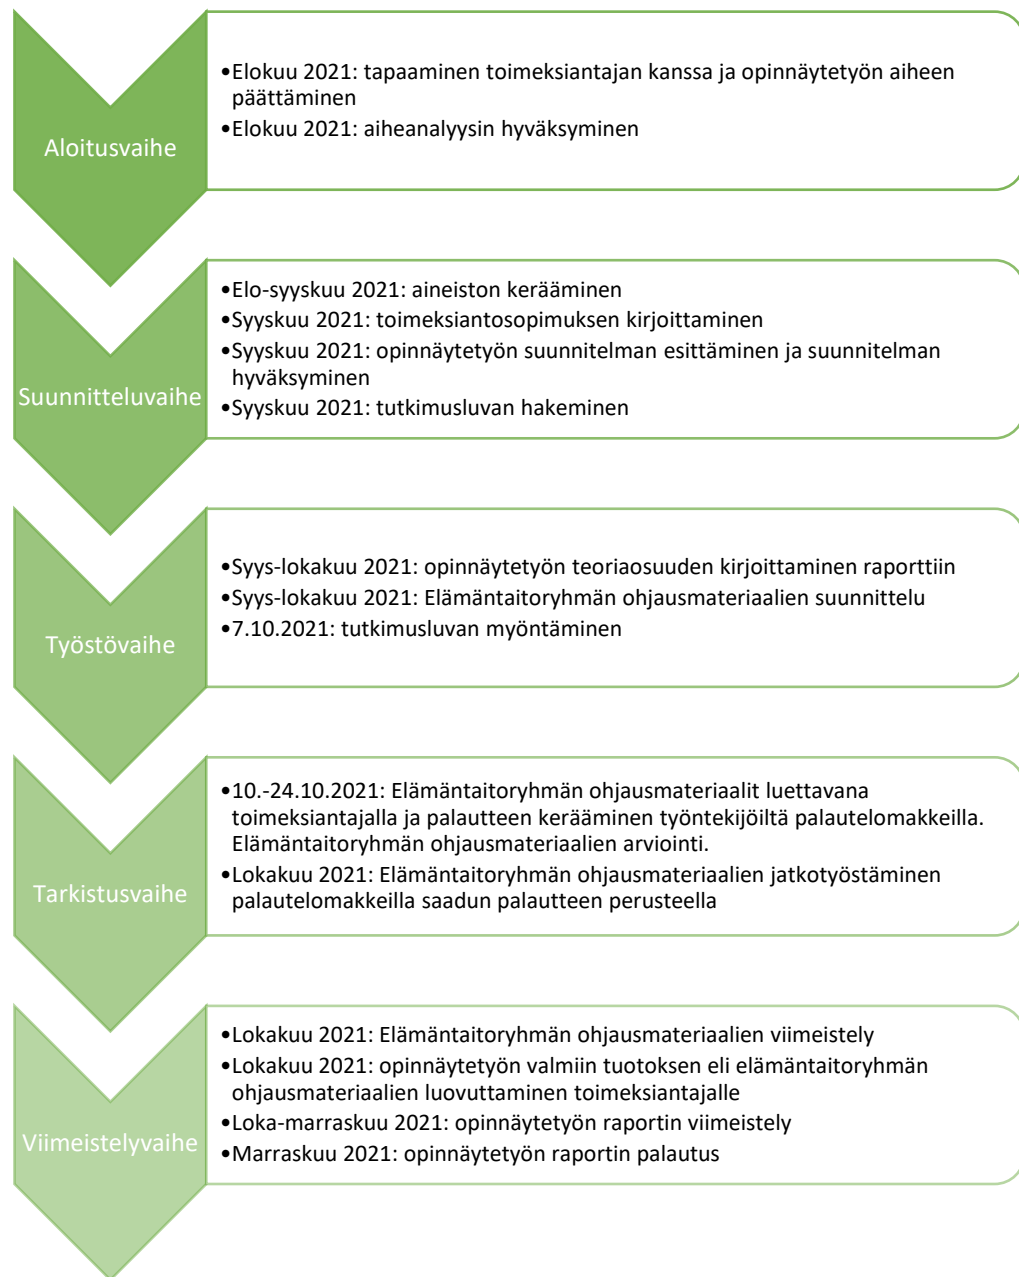 Aloitusvaihe
•Elokuu 2021: tapaaminen toimeksiantajan kanssa ja opinnäytetyön aiheen
päättäminen
•Elokuu 2021: aiheanalyysin hyväksyminen
Suunnitteluvaihe
•Elo-syyskuu 2021: aineiston kerääminen
•Syyskuu 2021: toimeksiantosopimuksen kirjoittaminen
•Syyskuu 2021: opinnäytetyön suunnitelman esittäminen ja suunnitelman
hyväksyminen
•Syyskuu 2021: tutkimusluvan hakeminen
Työstövaihe
•Syys-lokakuu 2021: opinnäytetyön teoriaosuuden kirjoittaminen raporttiin
•Syys-lokakuu 2021: Elämäntaitoryhmän ohjausmateriaalien suunnittelu
•7.10.2021: tutkimusluvan myöntäminen
Tarkistusvaihe
•10.-24.10.2021: Elämäntaitoryhmän ohjausmateriaalit luettavana
toimeksiantajalla ja palautteen kerääminen työntekijöiltä palautelomakkeilla.
Elämäntaitoryhmän ohjausmateriaalien arviointi.
•Lokakuu 2021: Elämäntaitoryhmän ohjausmateriaalien jatkotyöstäminen
palautelomakkeilla saadun palautteen perusteella
Viimeistelyvaihe
•Lokakuu 2021: Elämäntaitoryhmän ohjausmateriaalien viimeistely
•Lokakuu 2021: opinnäytetyön valmiin tuotoksen eli elämäntaitoryhmän
ohjausmateriaalien luovuttaminen toimeksiantajalle
•Loka-marraskuu 2021: opinnäytetyön raportin viimeistely
•Marraskuu 2021: opinnäytetyön raportin palautus